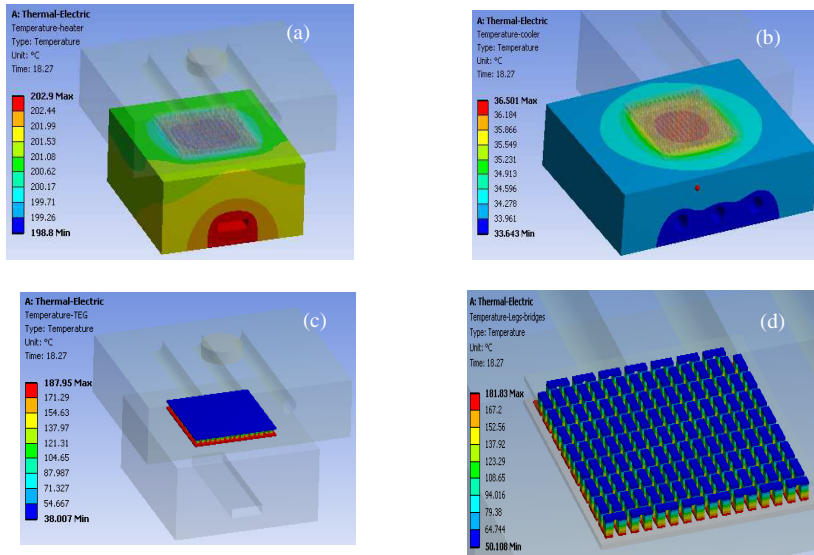 A: Thermal-Electric
Temperature-heater
Type: Temperature
Unit: °C
Time: 18.27
(a)
202.9 Max
202.44
201.99
201.53
201.08
200.62
200.17
199.71
199.26
198.8 Min
A: Thermal-Electric
Temperature-cooler
Type: Temperature
Unit: °C
Time: 18.27
(b)
36.501 Max
36.184
35.866
35.549
35.231
34.913
34.596
34.278
33.961
33.643 Min
A: Thermal-Electric
Temperature-TEG
Type: Temperature
Unit: °C
Time: 18.27
(c)
187.95 Max
171.29
154.63
137.97
121.31
104.65
87.987
71.327
54.667
38.007 Min
A: Thermal-Electric
Temperature-Legs-bridges
Type: Temperature
Unit: °C
Time: 18.27
(d)
181.83 Max
167.2
152.56
137.92
123.29
108.65
94.016
79.38
64.744
50.108 Min